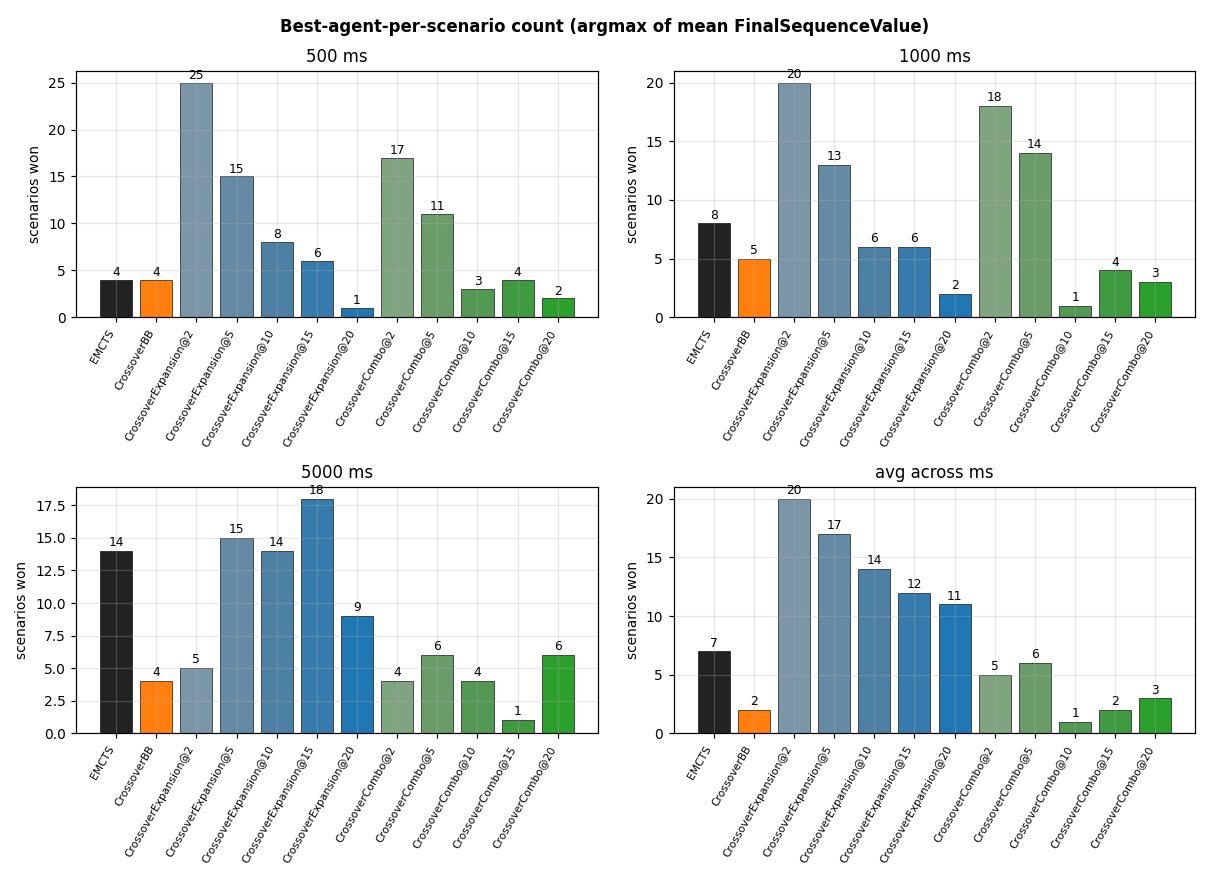 Best-agent-per-scenario count (argmax of mean FinalSequenceValue)
500 ms
scenarios won
25
20
15
10
5
0
4
4
25
15
8
6
1
17
11
3
4
2
EMCTS
CrossoverBB
CrossoverExpansion@2
CrossoverExpansion@5
CrossoverExpansion@10
CrossoverExpansion@15
CrossoverExpansion@20
CrossoverCombo@2
CrossoverCombo@5
CrossoverCombo@10
CrossoverCombo@15
CrossoverCombo@20
1000 ms
scenarios won
20
15
10
5
0
8
5
20
13
6
6
2
18
14
1
4
3
EMCTS
CrossoverBB
CrossoverExpansion@2
CrossoverExpansion@5
CrossoverExpansion@10
CrossoverExpansion@15
CrossoverExpansion@20
CrossoverCombo@2
CrossoverCombo@5
CrossoverCombo@10
CrossoverCombo@15
CrossoverCombo@20
5000 ms
scenarios won
17.5
15.0
12.5
10.0
7.5
5.0
2.5
0.0
14
4
5
15
14
18
9
4
6
4
1
6
EMCTS
CrossoverBB
CrossoverExpansion@2
CrossoverExpansion@5
CrossoverExpansion@10
CrossoverExpansion@15
CrossoverExpansion@20
CrossoverCombo@2
CrossoverCombo@5
CrossoverCombo@10
CrossoverCombo@15
CrossoverCombo@20
avg across ms
scenarios won
20
15
10
5
0
7
2
20
17
14
12
11
5
6
1
2
3
EMCTS
CrossoverBB
CrossoverExpansion@2
CrossoverExpansion@5
CrossoverExpansion@10
CrossoverExpansion@15
CrossoverExpansion@20
CrossoverCombo@2
CrossoverCombo@5
CrossoverCombo@10
CrossoverCombo@15
CrossoverCombo@20